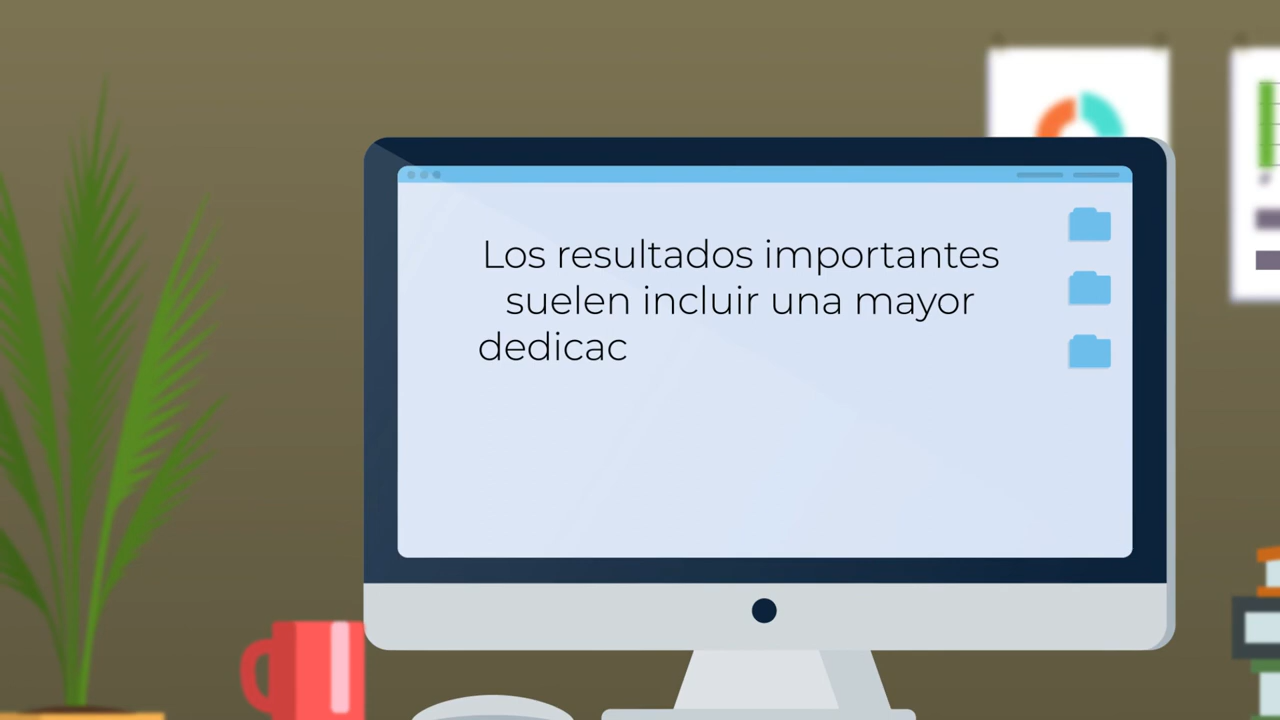 Los resultados importantes
suelen incluir una mayor
dedicac